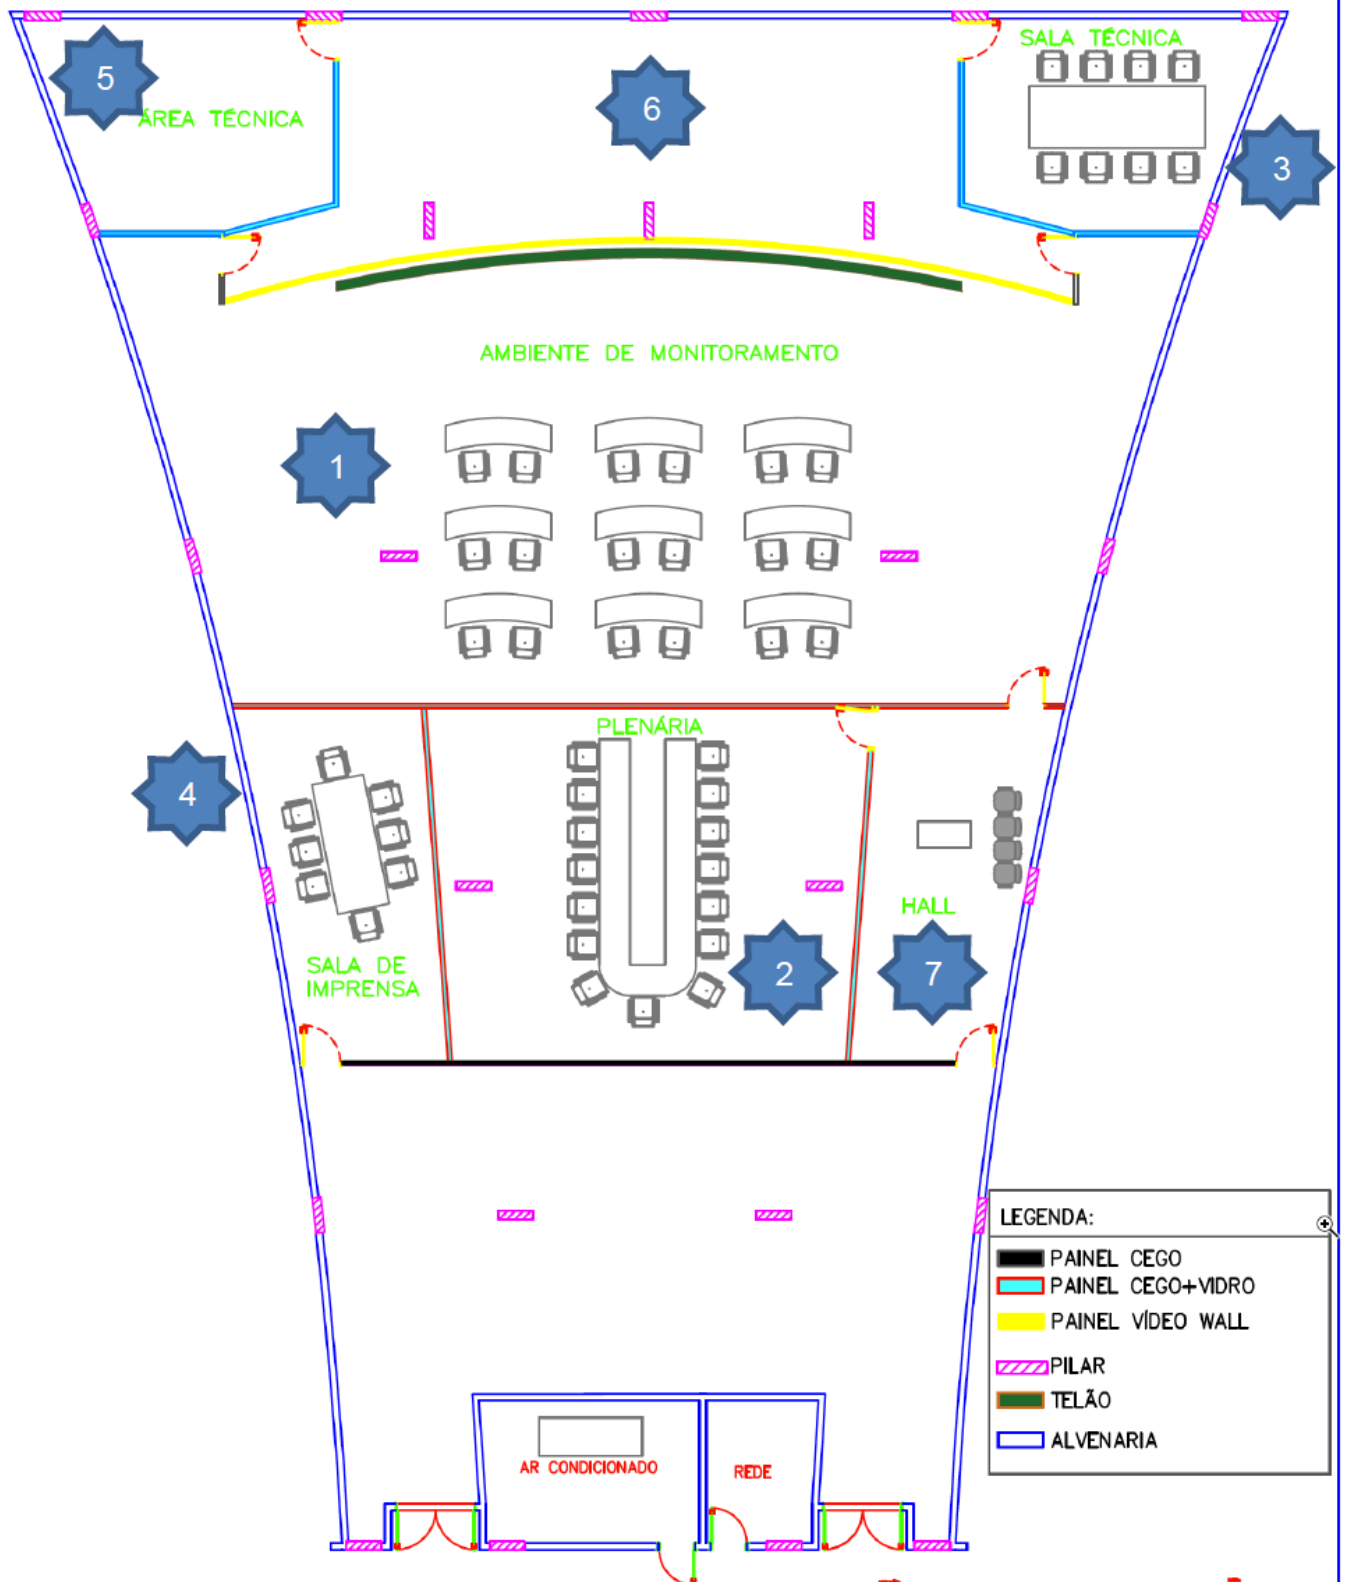 SALA TÉCNICA
5
6
ÁREA TÉCNICA
3
AMBIENTE DE MONITORAMENTO
1
PLENÁRIA
4
HALL
SALA DE
IMPRENSA
2
7
LEGENDA:
PAINEL CEGO
PAINEL CEGO+VIDRO
PAINEL VÍDEO WALL
PILAR
TELÃO
ALVENARIA
AR CONDICIONADO
REDE